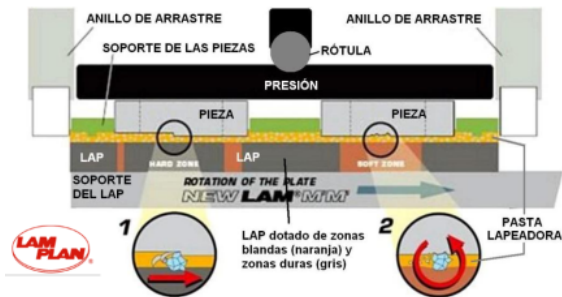 ANILLO DE ARRASTRE
ANILLO DE ARRASTRE
SOPORTE DE LAS PIEZAS
RÓTULA
PRESIÓN
PIEZA
PIEZA
LAP
HARD ZONE
LAP
SOFT ZONE
SOPORTE
DEL LAP
ROTATION OF THE PLATE
NEW LAM®M'M'®
1
2
LAP dotado de zonas
blandas (naranja) y
zonas duras (gris)
PASTA
LAPEADORA
LAM
PLAN®